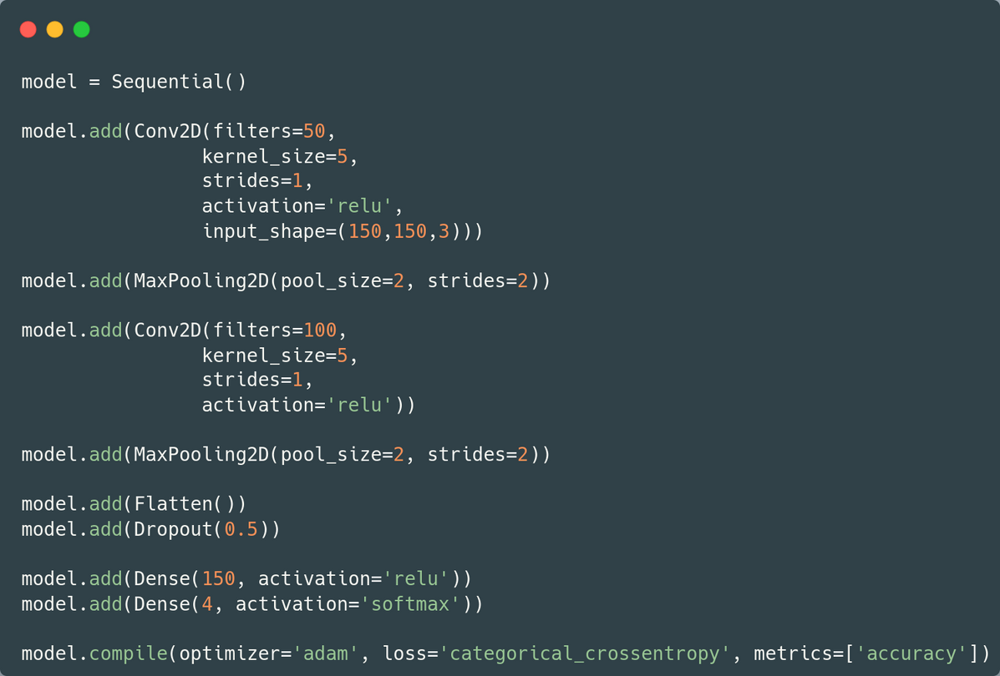 model = Sequential()
model.add(Conv2D(filters=50,
kernel_size=5,
strides=1,
activation='relu',
input_shape=(150,150,3)))
model.add(MaxPooling2D(pool_size=2, strides=2))
model.add(Conv2D(filters=100,
kernel_size=5,
strides=1,
activation='relu'))
model.add(MaxPooling2D(pool_size=2, strides=2))
model.add(Flatten())
model.add(Dropout(0.5))
model.add(Dense(150, activation='relu'))
model.add(Dense(4, activation='softmax'))
model.compile(optimizer='adam', loss='categorical_crossentropy', metrics=['accuracy'])